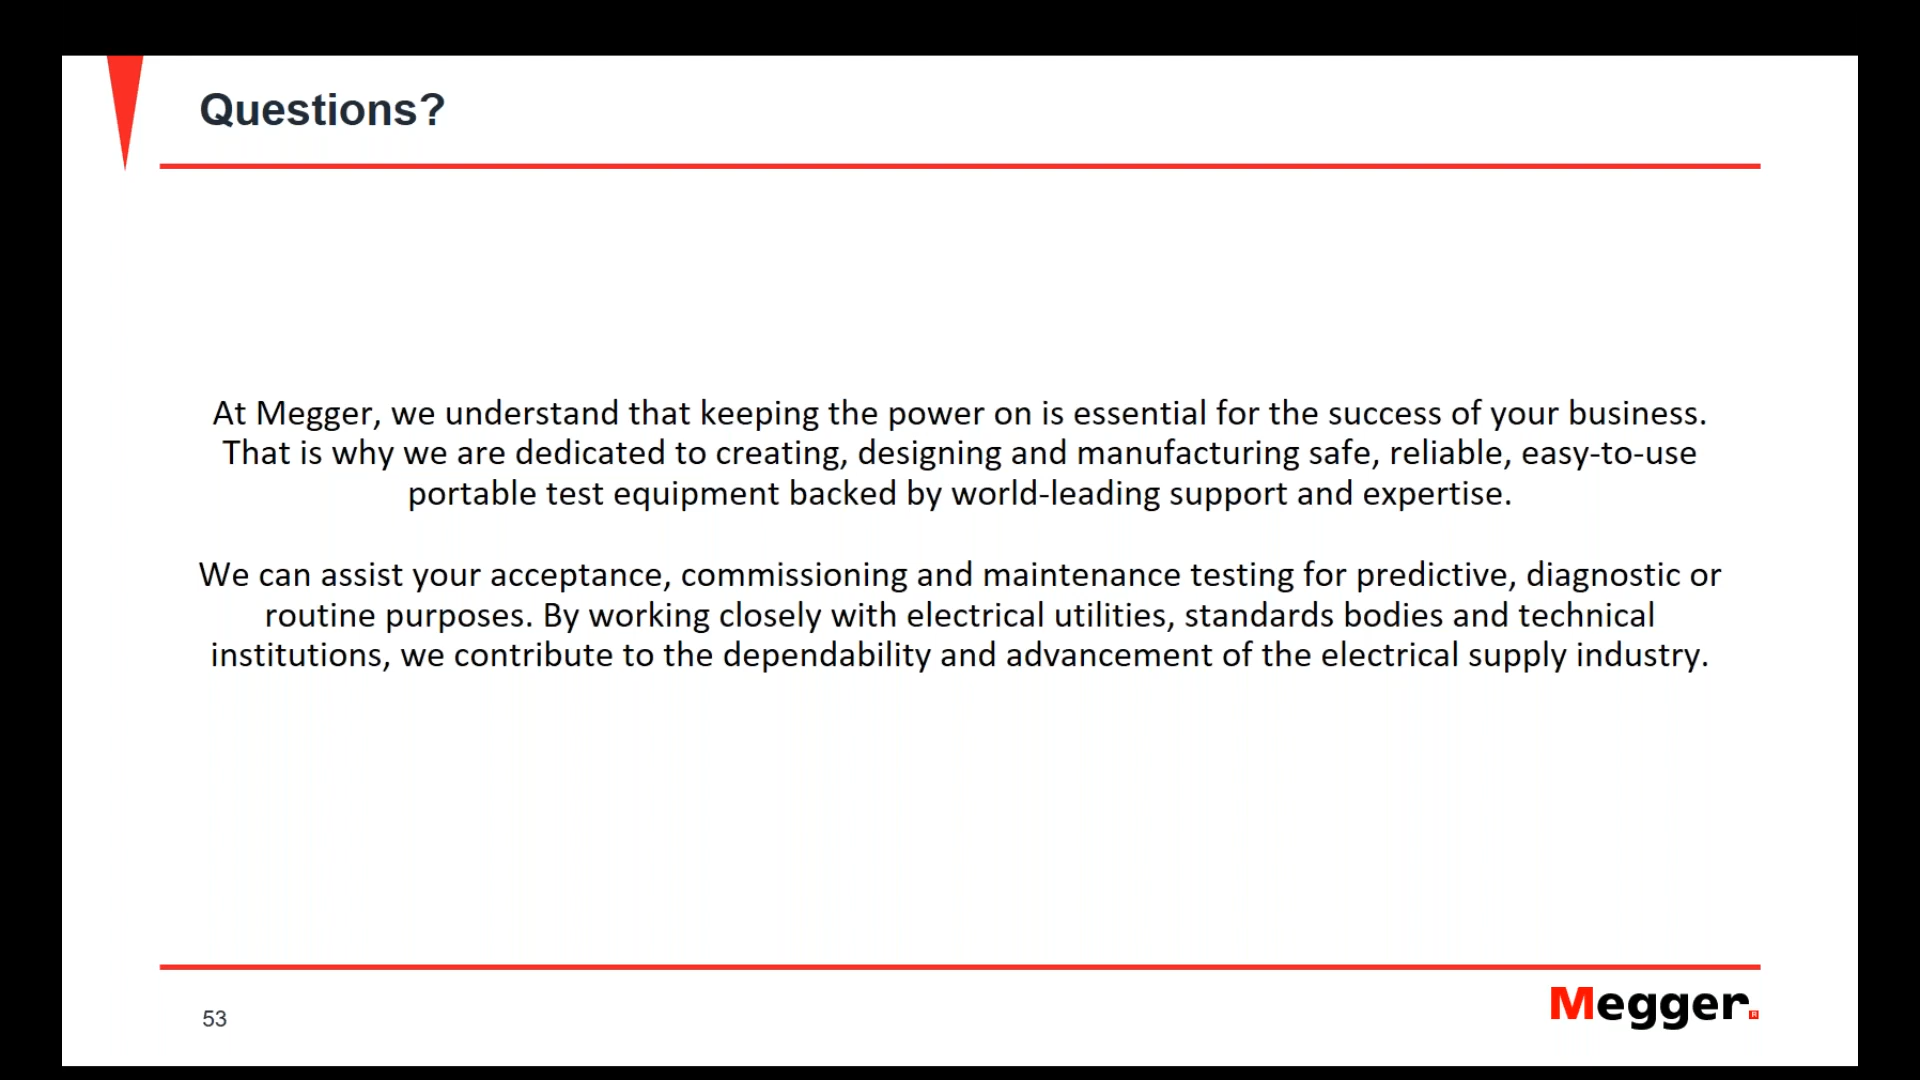 Questions?
At Megger, we understand that keeping the power on is essential for the success of your business.
That is why we are dedicated to creating, designing and manufacturing safe, reliable, easy-to-use
portable test equipment backed by world-leading support and expertise.
We can assist your acceptance, commissioning and maintenance testing for predictive, diagnostic or
routine purposes. By working closely with electrical utilities, standards bodies and technical
institutions, we contribute to the dependability and advancement of the electrical supply industry.
53
Megger.